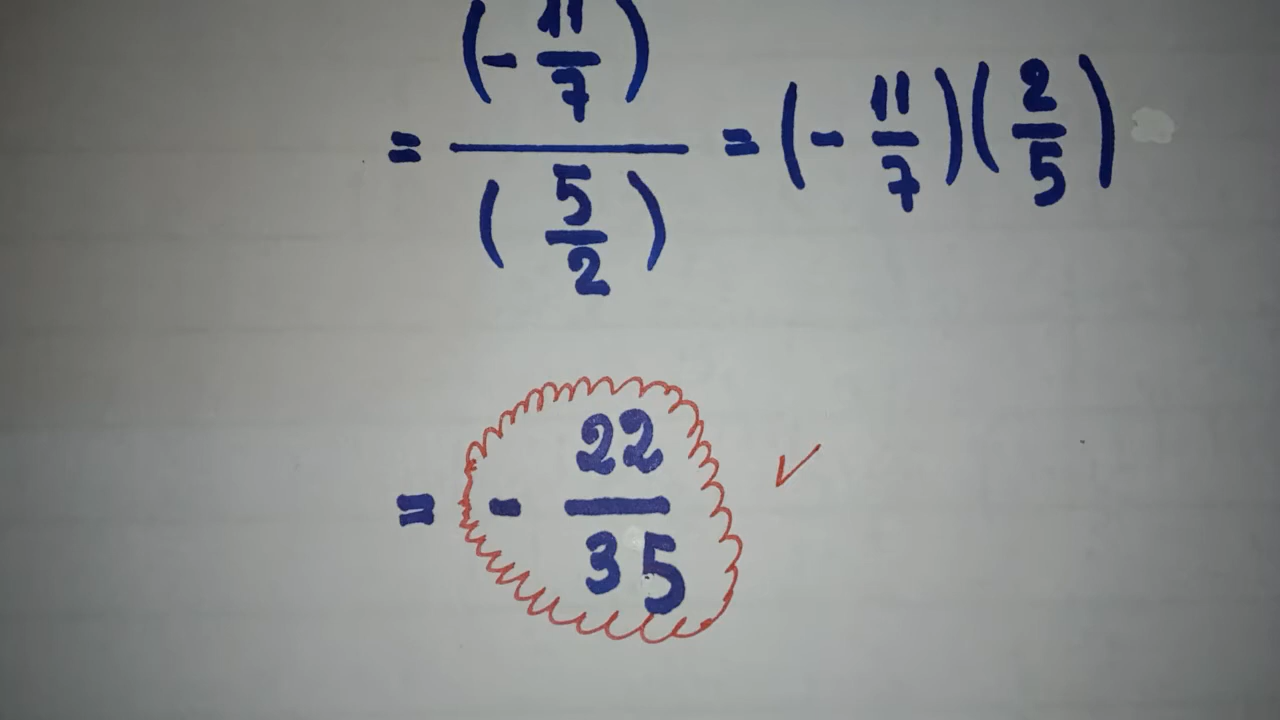 = (- 11/7) / (5/2) = (- 11/7)(2/5)
= - 22/35 ✓